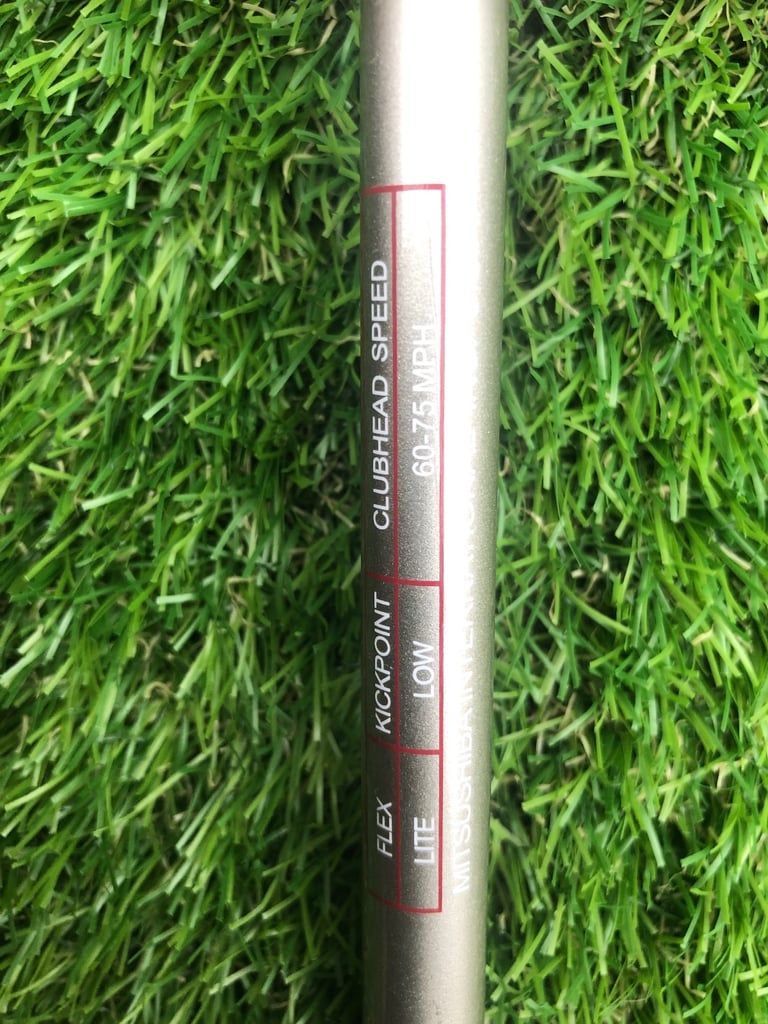 FLEX KICKPOINT CLUBHEAD SPEED
LITE LOW 60-75 MPH